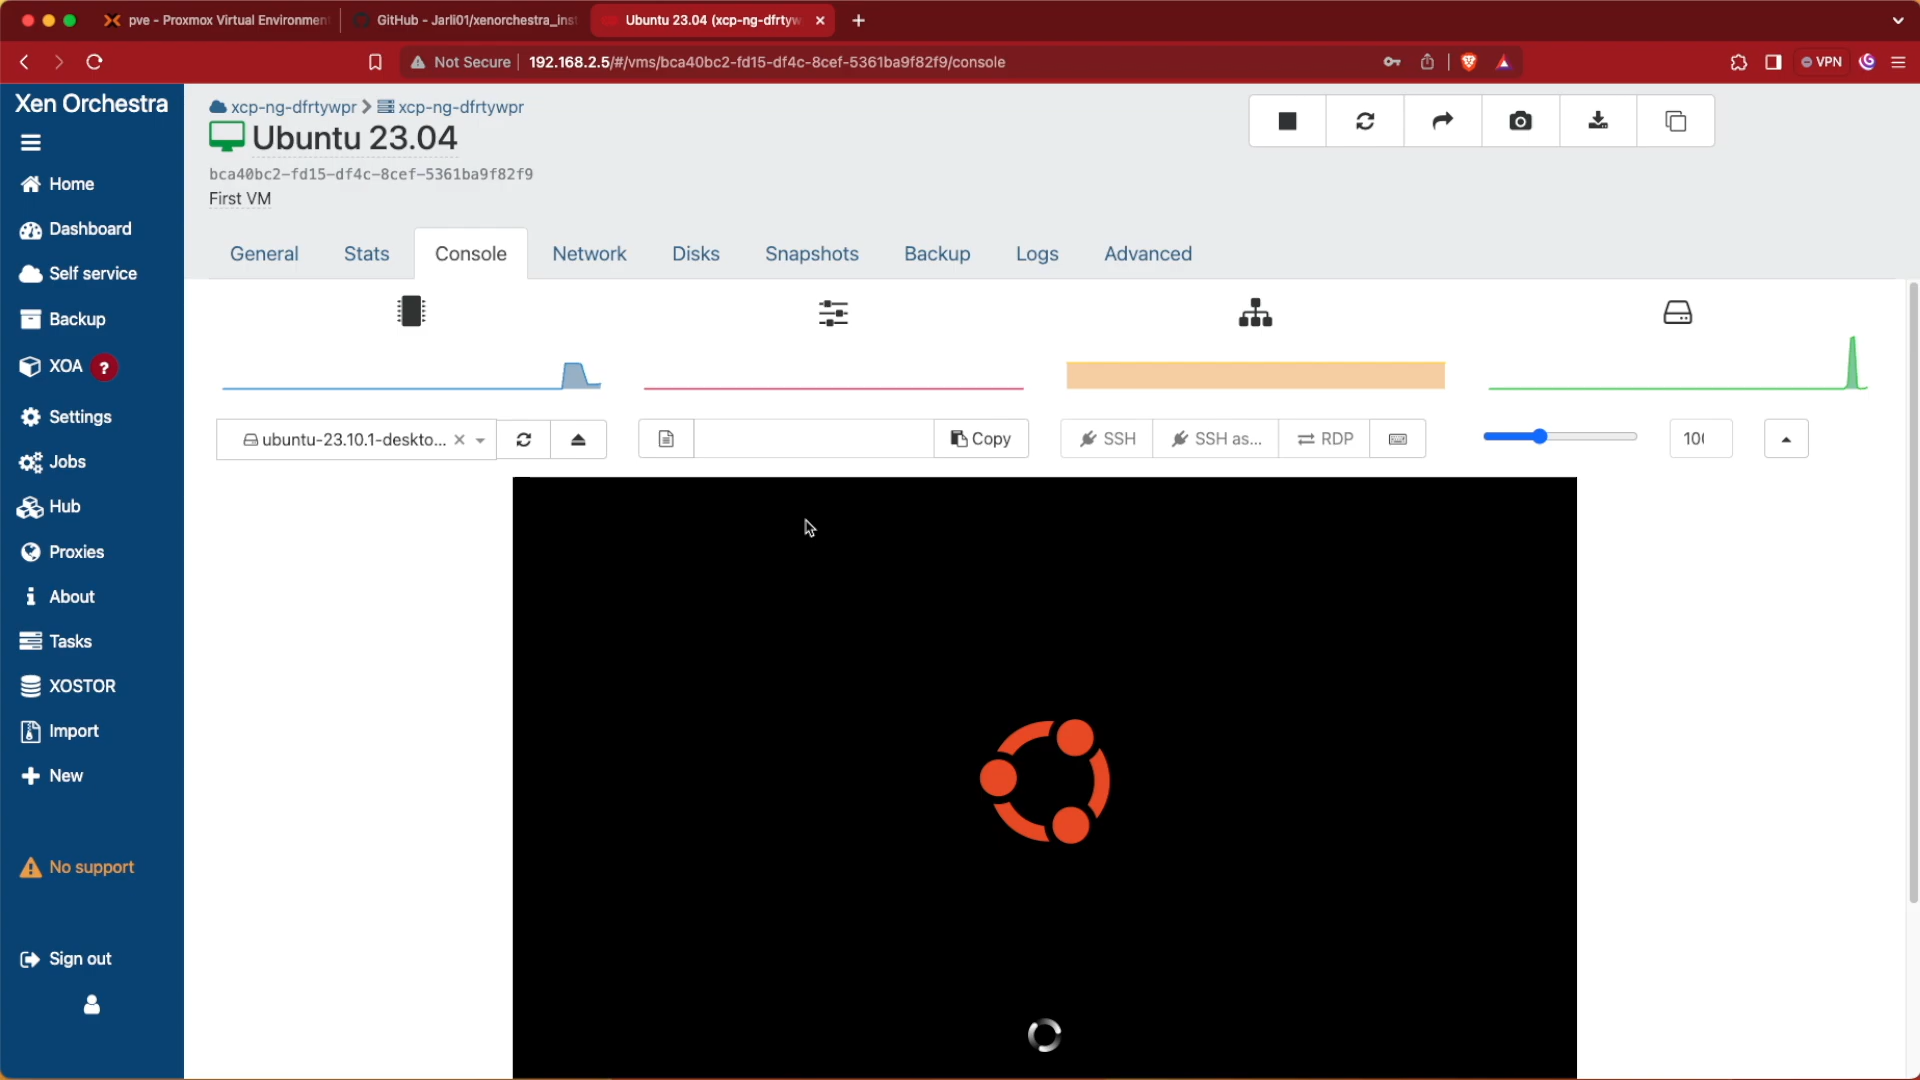 pve - Proxmox Virtual Environmen
GitHub - Jarli01/xenorchestra_inst
Ubuntu 23.04 (xcp-ng-dfrtyw
Not Secure
192.168.2.5/#/vms/bca40bc2-fd15-df4c-8cef-5361ba9f82f9/console
VPN
Xen Orchestra
Home
Dashboard
Self service
Backup
XOA ?
Settings
Jobs
Hub
Proxies
About
Tasks
XOSTOR
Import
New
No support
Sign out
xcp-ng-dfrtywpr
xcp-ng-dfrtywpr
Ubuntu 23.04
bca40bc2-fd15-df4c-8cef-5361ba9f82f9
First VM
General
Stats
Console
Network
Disks
Snapshots
Backup
Logs
Advanced
ubuntu-23.10.1-deskto...
Copy
SSH
SSH as...
RDP